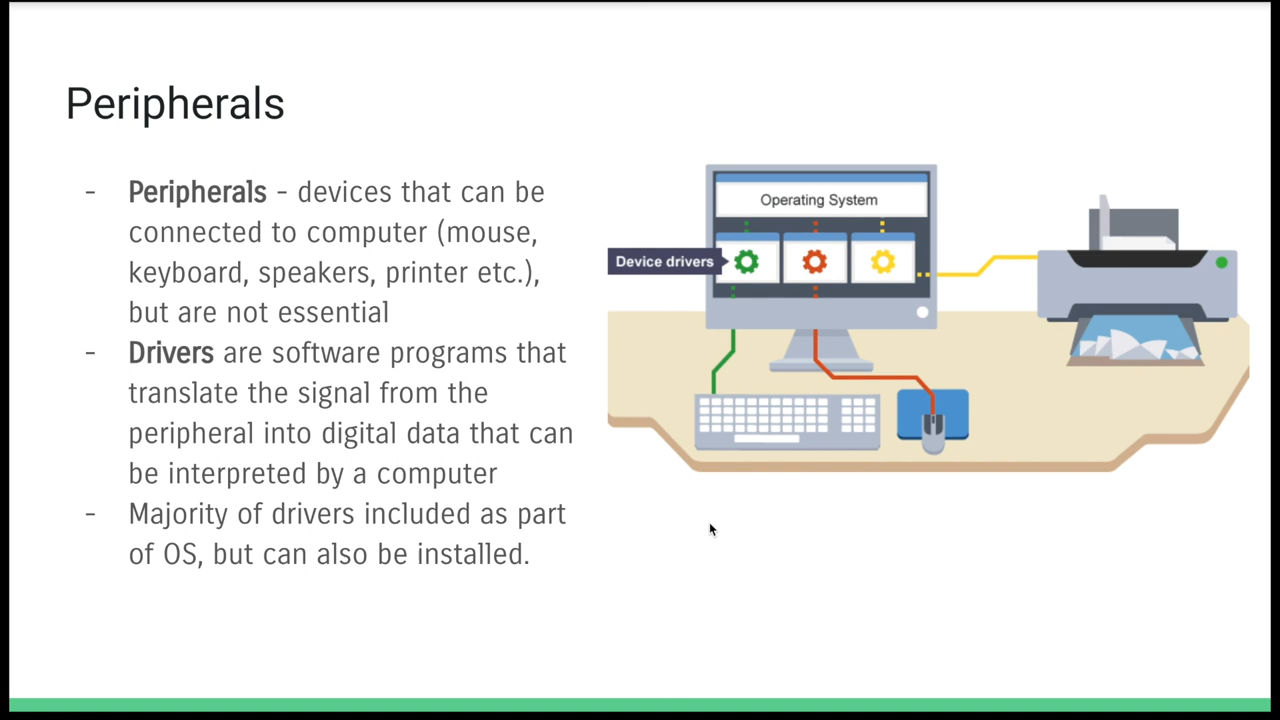 Peripherals
- Peripherals - devices that can be
connected to computer (mouse,
keyboard, speakers, printer etc.),
but are not essential
- Drivers are software programs that
translate the signal from the
peripheral into digital data that can
be interpreted by a computer
- Majority of drivers included as part
of OS, but can also be installed.
Operating System
Device drivers